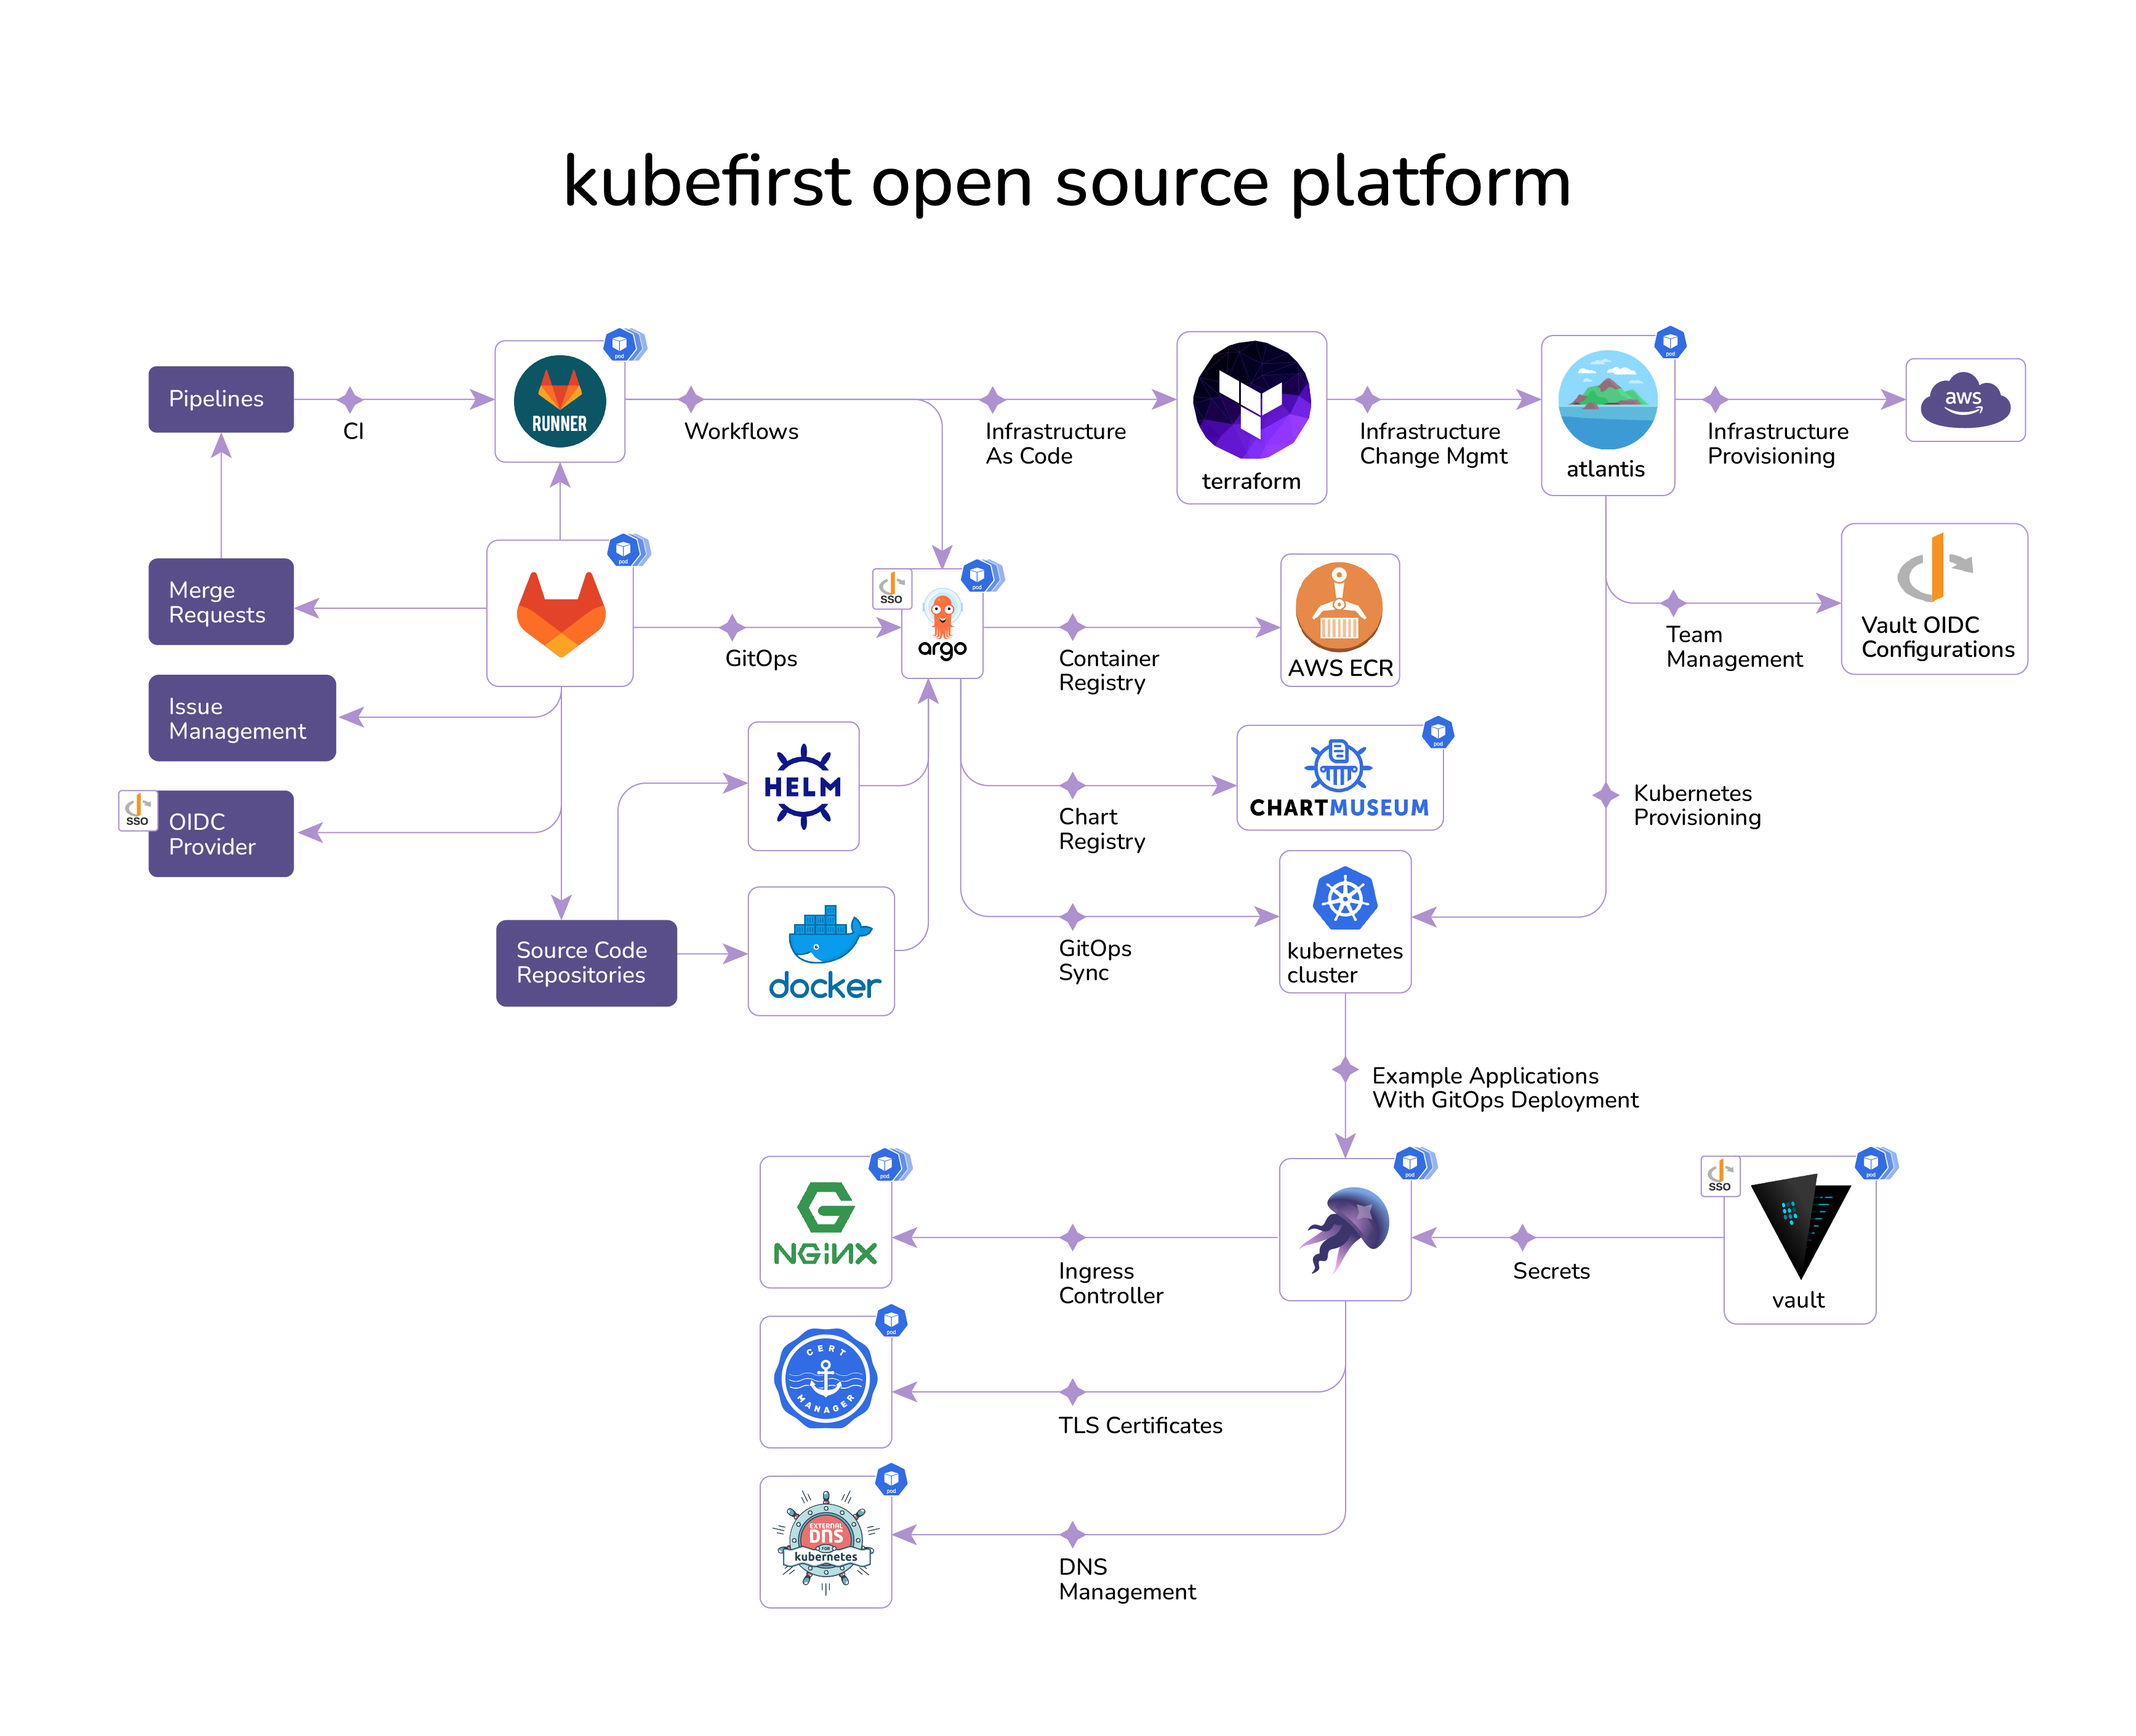 kubefirst open source platform
pod
pod
Pipelines
CI
RUNNER
Workflows
Infrastructure
As Code
terraform
Infrastructure
Change Mgmt
atlantis
Infrastructure
Provisioning
aws
Merge
Requests
pod
GitOps
SSO
pod
argo
Container
Registry
AWS ECR
Team
Management
Vault OIDC
Configurations
Issue
Management
SSO
OIDC
Provider
HELM
Chart
Registry
pod
CHARTMUSEUM
Kubernetes
Provisioning
Source Code
Repositories
docker
GitOps
Sync
kubernetes
cluster
Example Applications
With GitOps Deployment
pod
NGINX
Ingress
Controller
pod
Secrets
SSO
pod
vault
pod
CERT
MANAGER
TLS Certificates
pod
EXTERNAL
DNS
FOR
kubernetes
DNS
Management